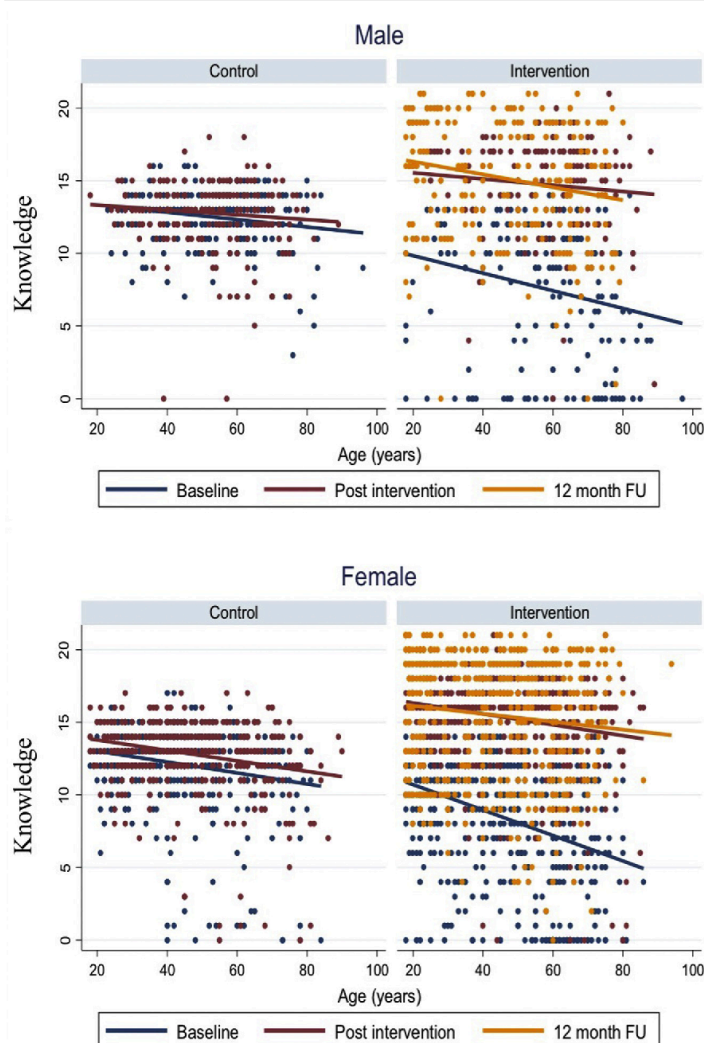 Male
Control Intervention
20
15
10
5
0
Knowledge
20 40 60 80 100 20 40 60 80 100
Age (years)
Baseline Post intervention 12 month FU
Female
Control Intervention
20
15
10
5
0
Knowledge
20 40 60 80 100 20 40 60 80 100
Age (years)
Baseline Post intervention 12 month FU